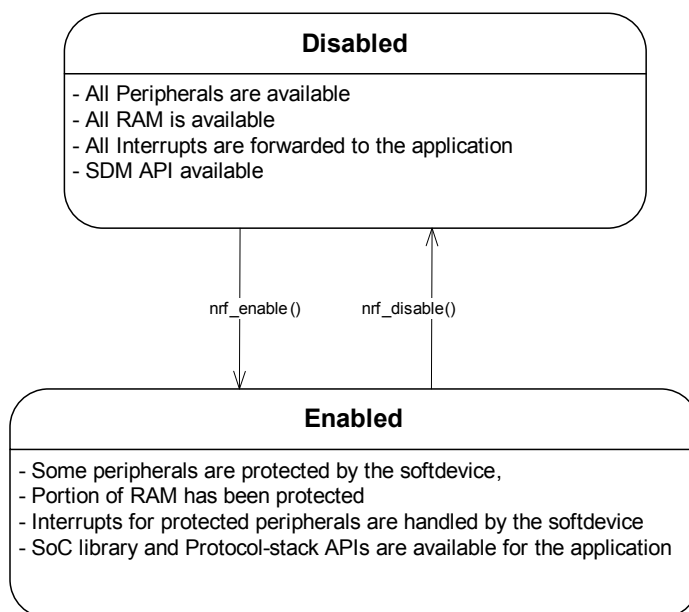 Disabled
- All Peripherals are available
- All RAM is available
- All Interrupts are forwarded to the application
- SDM API available
nrf_enable() nrf_disable()
Enabled
- Some peripherals are protected by the softdevice,
- Portion of RAM has been protected
- Interrupts for protected peripherals are handled by the softdevice
- SoC library and Protocol-stack APIs are available for the application